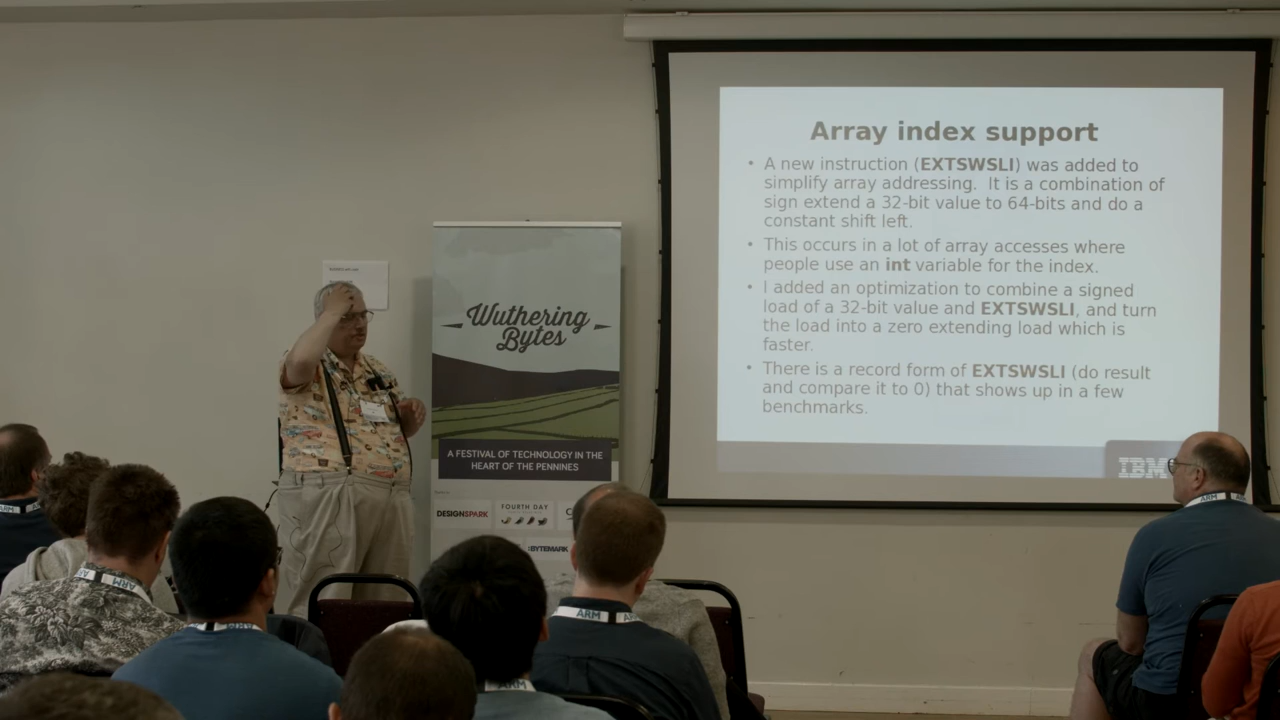 Array index support
• A new instruction (EXTSWSLI) was added to
simplify array addressing. It is a combination of
sign extend a 32-bit value to 64-bits and do a
constant shift left.
• This occurs in a lot of array accesses where
people use an int variable for the index.
• I added an optimization to combine a signed
load of a 32-bit value and EXTSWSLI, and turn
the load into a zero extending load which is
faster.
• There is a record form of EXTSWSLI (do result
and compare it to 0) that shows up in a few
benchmarks.
IBM
Wuthering
Bytes
A FESTIVAL OF TECHNOLOGY IN THE
HEART OF THE PENNINES
DESIGNSPARK
FOURTH DAY
:BYTEMARK
ARM
ARM
ARM